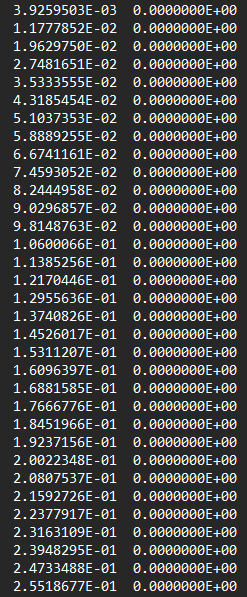 3.9259503E-03 0.0000000E+00
1.1777852E-02 0.0000000E+00
1.9629750E-02 0.0000000E+00
2.7481651E-02 0.0000000E+00
3.5333555E-02 0.0000000E+00
4.3185454E-02 0.0000000E+00
5.1037353E-02 0.0000000E+00
5.8889255E-02 0.0000000E+00
6.6741161E-02 0.0000000E+00
7.4593052E-02 0.0000000E+00
8.2444958E-02 0.0000000E+00
9.0296857E-02 0.0000000E+00
9.8148763E-02 0.0000000E+00
1.0600066E-01 0.0000000E+00
1.1385256E-01 0.0000000E+00
1.2170446E-01 0.0000000E+00
1.2955636E-01 0.0000000E+00
1.3740826E-01 0.0000000E+00
1.4526017E-01 0.0000000E+00
1.5311207E-01 0.0000000E+00
1.6096397E-01 0.0000000E+00
1.6881585E-01 0.0000000E+00
1.7666776E-01 0.0000000E+00
1.8451966E-01 0.0000000E+00
1.9237156E-01 0.0000000E+00
2.0022348E-01 0.0000000E+00
2.0807537E-01 0.0000000E+00
2.1592726E-01 0.0000000E+00
2.2377917E-01 0.0000000E+00
2.3163109E-01 0.0000000E+00
2.3948295E-01 0.0000000E+00
2.4733488E-01 0.0000000E+00
2.5518677E-01 0.0000000E+00